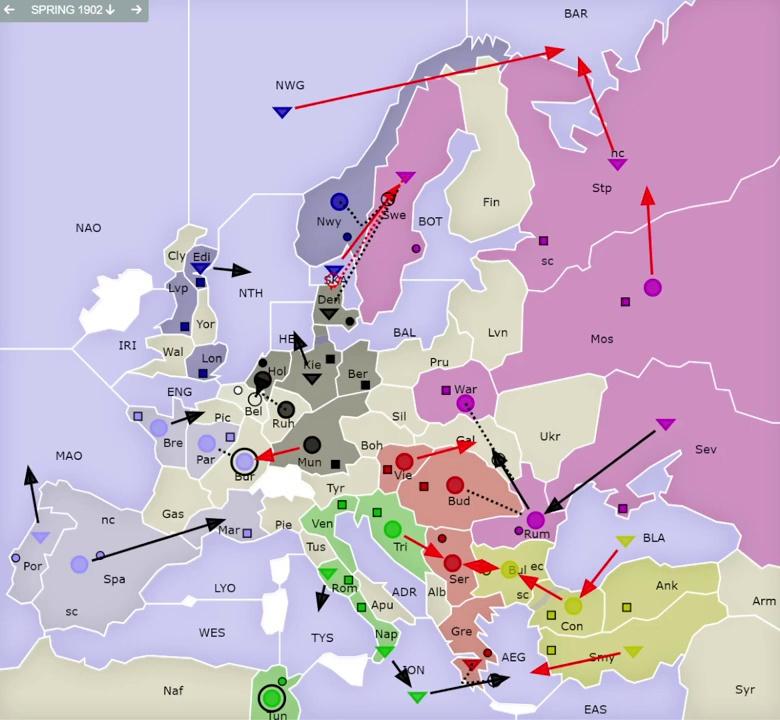 SPRING 1902
BAR
NWG
nc
Stp
Fin
Swe
Nwy
BOT
NAO
Cly
Edi
SKA
sc
NTH
Den
Lvp
Mos
Yor
IRI
HE
BAL
Lvn
Wal
Lon
Hol
Kie
Ber
Pru
ENG
Bel
War
Pic
Ruh
Sil
Bre
Ukr
Par
Mun
Boh
Gal
Sev
MAO
Bur
Vie
Tyr
Bud
Gas
nc
Ven
Rum
Mar
Pie
Tri
BLA
Por
Tus
Bul
ec
Spa
Ser
Ank
LYO
Rom
ADR
Alb
sc
Arm
sc
Apu
Con
WES
TYS
Nap
Gre
ION
AEG
Smy
Naf
Tun
Syr
EAS